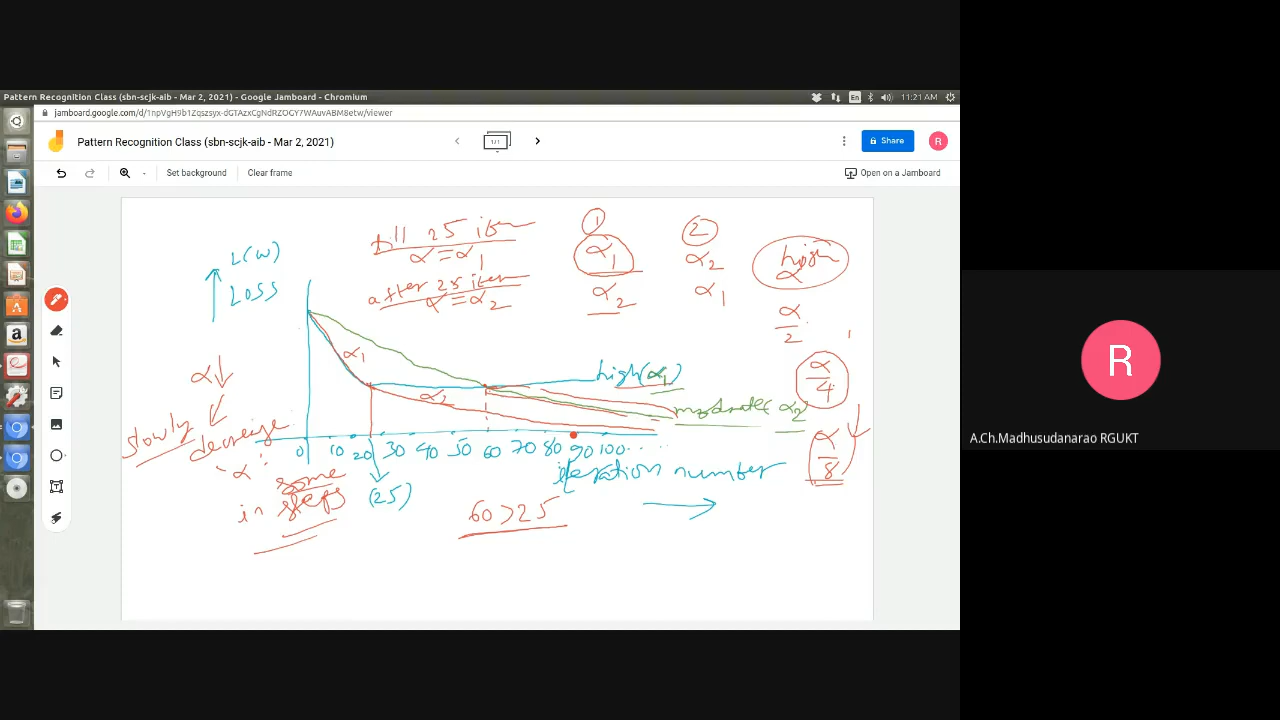 Pattern Recognition Class (sbn-scjk-aib - Mar 2, 2021) - Google Jamboard - Chromium
En
11:21 AM
jamboard.google.com/d/1npVgH9b1Zqszsyx-dGTAzxCgNdRZOGY7WAuvABM8etw/viewer
Pattern Recognition Class (sbn-scjk-aib - Mar 2, 2021)
1/1
Share
R
Set background
Clear frame
Open on a Jamboard
till 25 iter
α = α1
after 25 iter
α = α2
1
α1
α2
2
α2
α1
high
α
α/2
α/4
α/8
L(w)
Loss
α1
α2
high(α1)
moderate(α2)
α↓
slowly
decrease
'α'
in some
steps
0 10 20 30 40 50 60 70 80 90 100...
(25)
iteration number
60>25
R
A.Ch.Madhusudanarao RGUKT